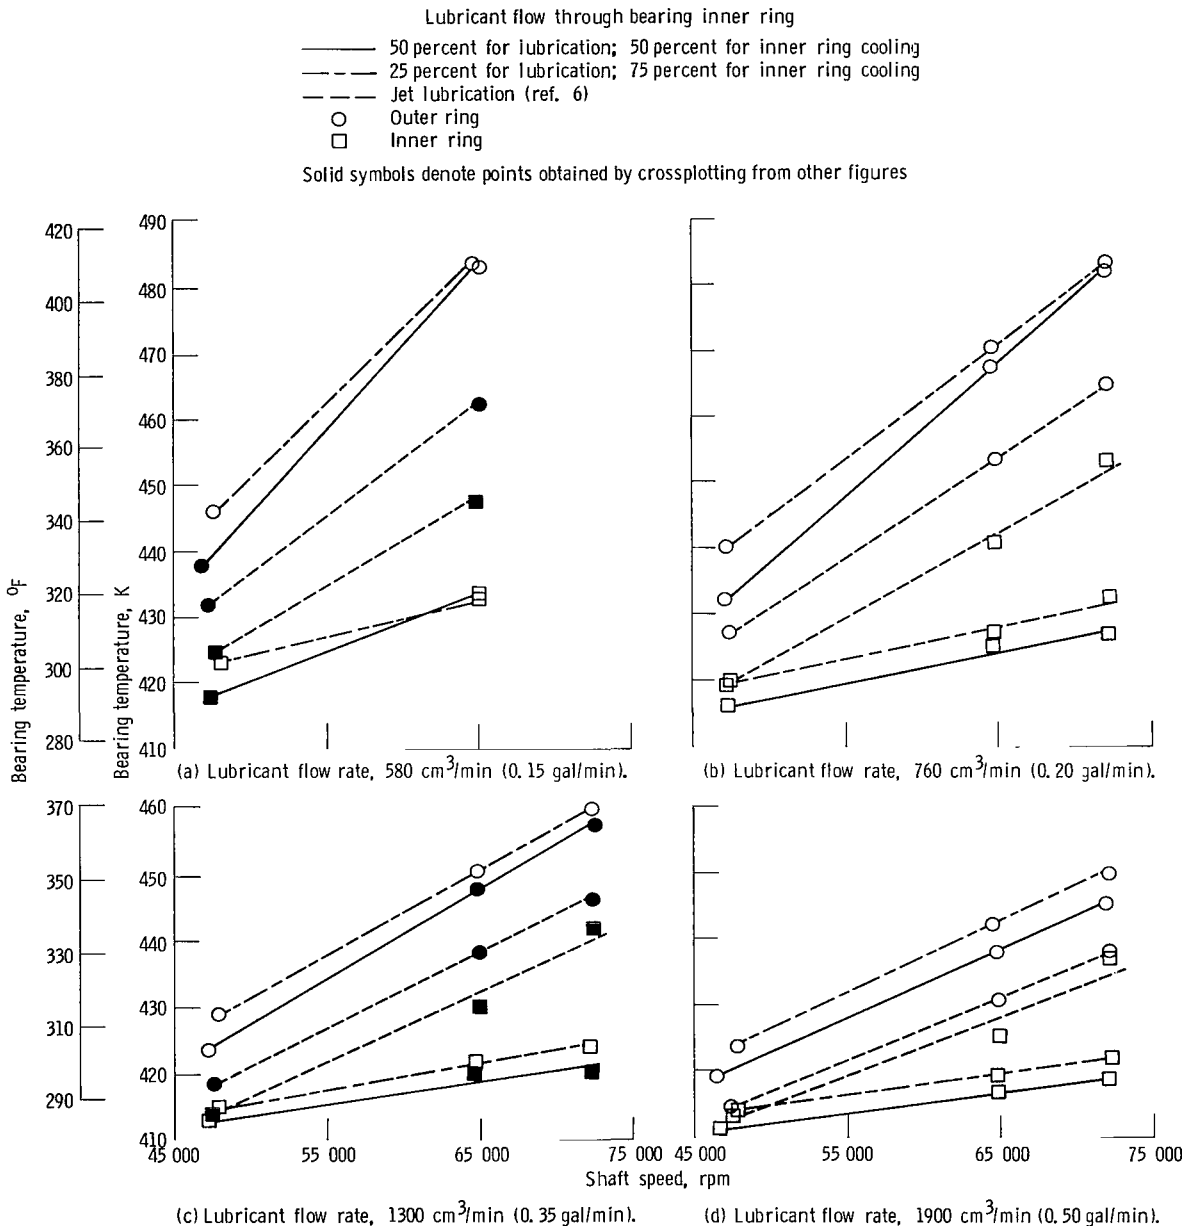 Lubricant flow through bearing inner ring
50 percent for lubrication; 50 percent for inner ring cooling
25 percent for lubrication; 75 percent for inner ring cooling
Jet lubrication (ref. 6)
Outer ring
Inner ring
Solid symbols denote points obtained by crossplotting from other figures
Bearing temperature, °F
420
400
380
360
340
320
300
280
Bearing temperature, K
490
480
470
460
450
440
430
420
410
(a) Lubricant flow rate, 580 cm³/min (0.15 gal/min).
(b) Lubricant flow rate, 760 cm³/min (0.20 gal/min).
370
350
330
310
290
460
450
440
430
420
410
45 000 55 000 65 000 75 000 45 000 55 000 65 000 75 000
Shaft speed, rpm
(c) Lubricant flow rate, 1300 cm³/min (0.35 gal/min).
(d) Lubricant flow rate, 1900 cm³/min (0.50 gal/min).